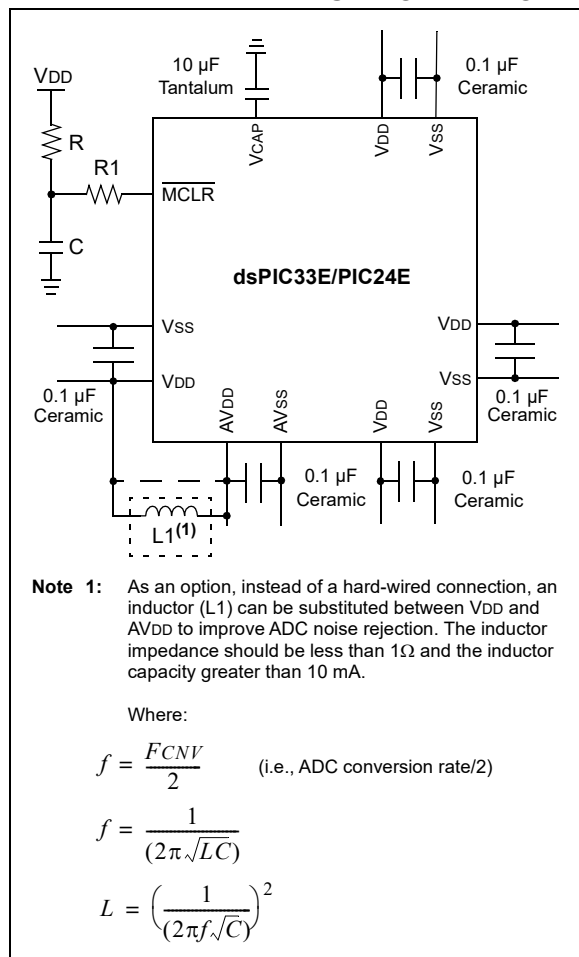 10 µF
Tantalum
0.1 µF
Ceramic
VDD
R
R1
C
VCAP
VDD
VSS
MCLR
dsPIC33E/PIC24E
VSS
VDD
VDD
VSS
0.1 µF
Ceramic
0.1 µF
Ceramic
AVDD
AVSS
VDD
VSS
0.1 µF
Ceramic
0.1 µF
Ceramic
L1(1)
Note 1: As an option, instead of a hard-wired connection, an
inductor (L1) can be substituted between VDD and
AVDD to improve ADC noise rejection. The inductor
impedance should be less than 1Ω and the inductor
capacity greater than 10 mA.
Where:
f = FCNV / 2 (i.e., ADC conversion rate/2)
f = 1 / (2π√LC)
L = (1 / (2πf√C))²